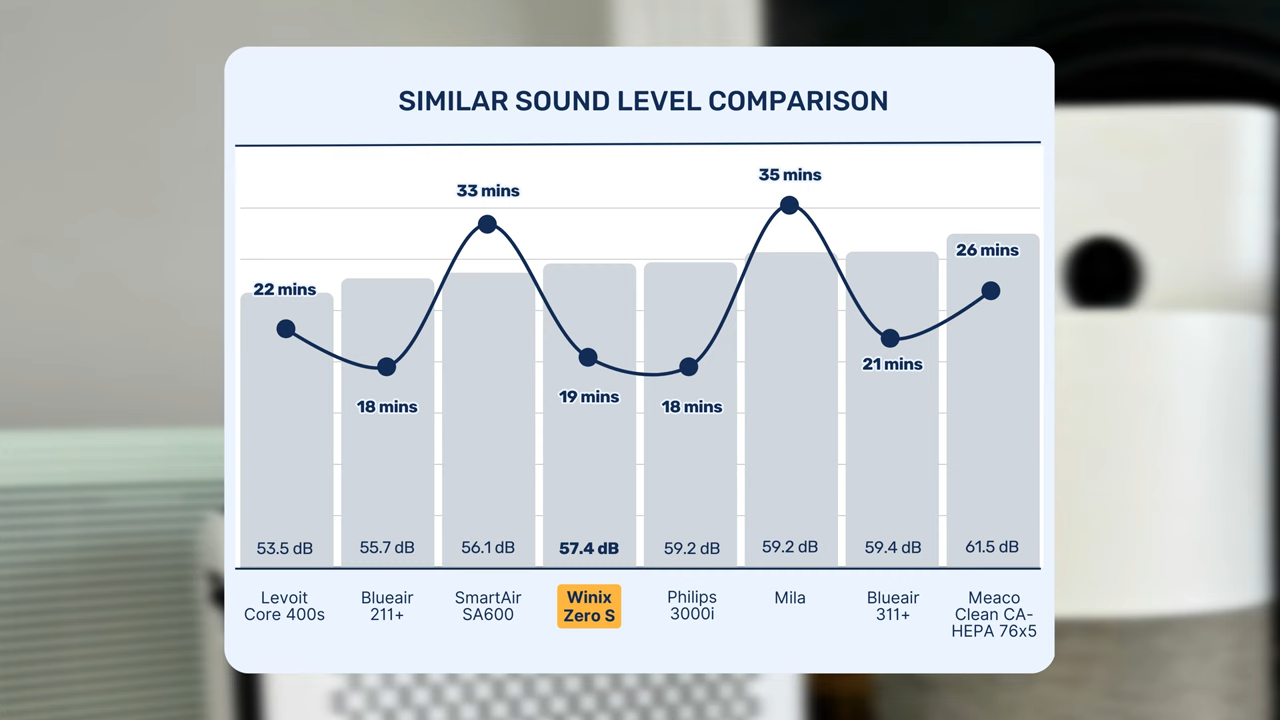 SIMILAR SOUND LEVEL COMPARISON
22 mins
18 mins
33 mins
19 mins
18 mins
35 mins
21 mins
26 mins
53.5 dB
55.7 dB
56.1 dB
57.4 dB
59.2 dB
59.2 dB
59.4 dB
61.5 dB
Levoit
Core 400s
Blueair
211+
SmartAir
SA600
Winix
Zero S
Philips
3000i
Mila
Blueair
311+
Meaco
Clean CA-
HEPA 76x5